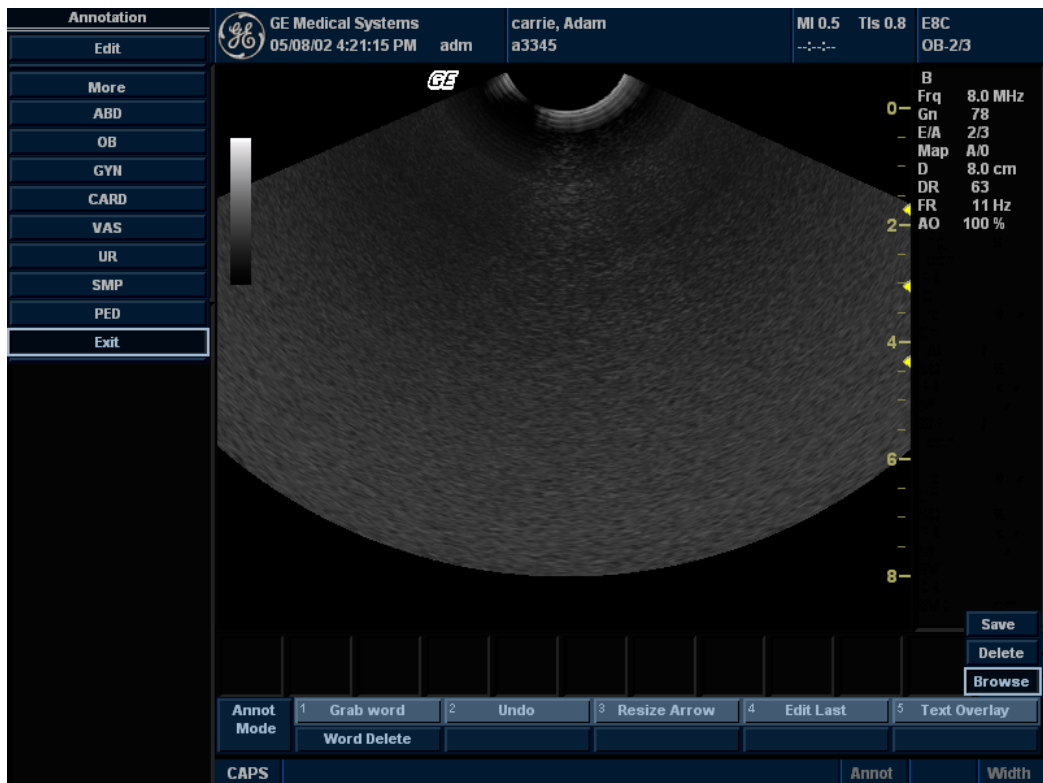 Annotation
Edit
More
ABD
OB
GYN
CARD
VAS
UR
SMP
PED
Exit
GE Medical Systems
05/08/02 4:21:15 PM adm
carrie, Adam
a3345
MI 0.5 TIs 0.8
--:--:--
E8C
OB-2/3
GE
B
Frq 8.0 MHz
Gn 78
E/A 2/3
Map A/0
D 8.0 cm
DR 63
FR 11 Hz
AO 100 %
0
2
4
6
8
Save
Delete
Browse
Annot Mode
1 Grab word
2 Undo
3 Resize Arrow
4 Edit Last
5 Text Overlay
Word Delete
CAPS
Annot
Width